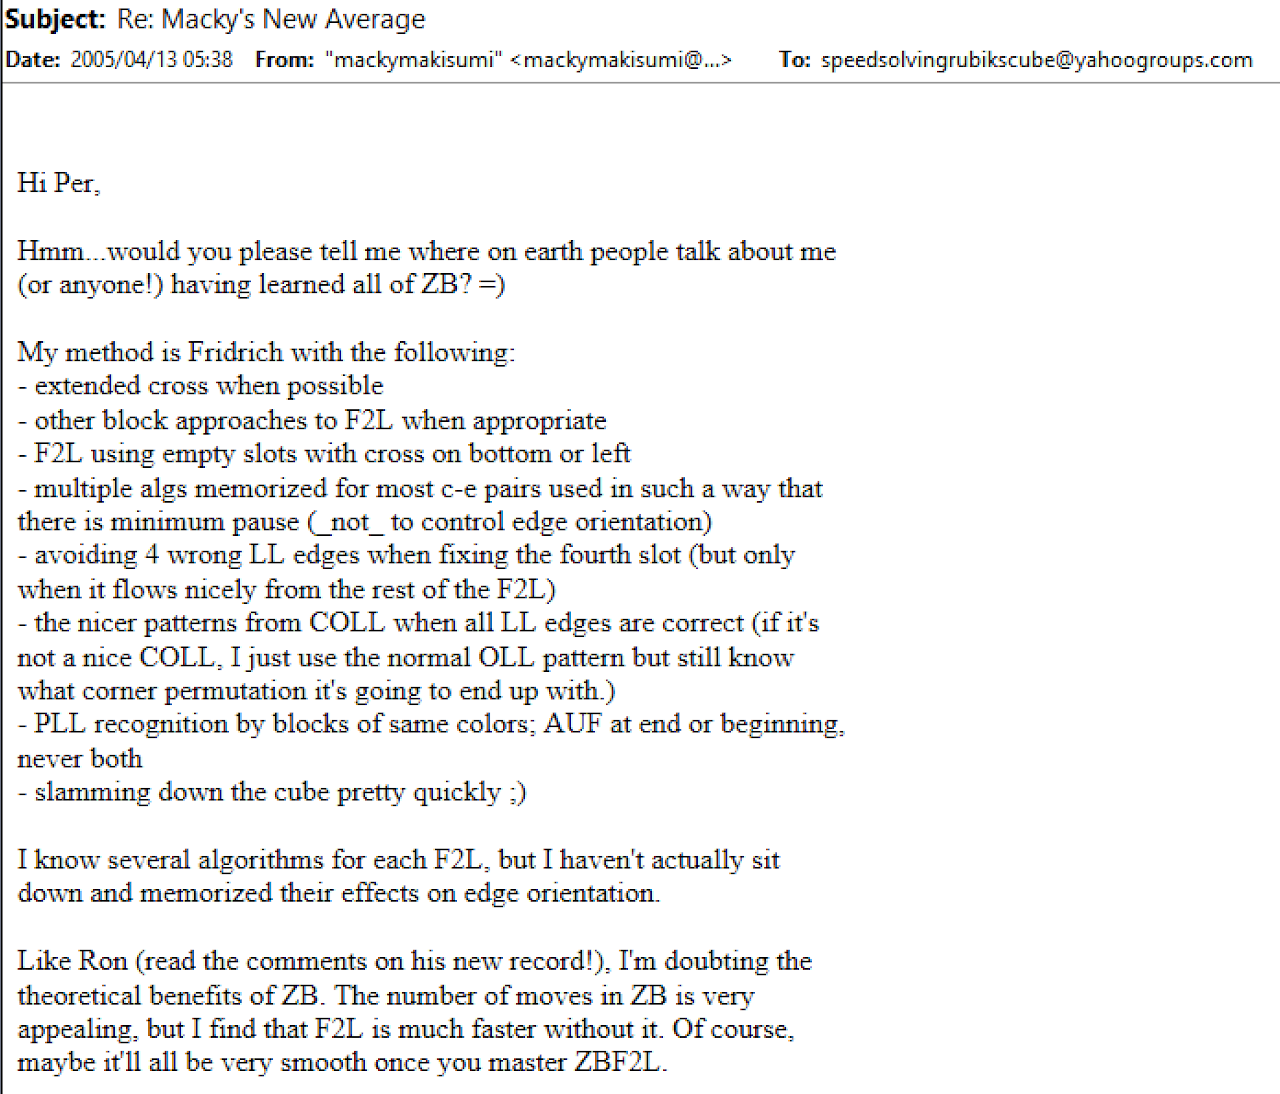 Subject: Re: Macky's New Average
Date: 2005/04/13 05:38 From: "mackymakisumi" <mackymakisumi@...> To: speedsolvingrubikscube@yahoogroups.com
Hi Per,
Hmm...would you please tell me where on earth people talk about me
(or anyone!) having learned all of ZB? =)
My method is Fridrich with the following:
- extended cross when possible
- other block approaches to F2L when appropriate
- F2L using empty slots with cross on bottom or left
- multiple algs memorized for most c-e pairs used in such a way that
there is minimum pause (_not_ to control edge orientation)
- avoiding 4 wrong LL edges when fixing the fourth slot (but only
when it flows nicely from the rest of the F2L)
- the nicer patterns from COLL when all LL edges are correct (if it's
not a nice COLL, I just use the normal OLL pattern but still know
what corner permutation it's going to end up with.)
- PLL recognition by blocks of same colors; AUF at end or beginning,
never both
- slamming down the cube pretty quickly ;)
I know several algorithms for each F2L, but I haven't actually sit
down and memorized their effects on edge orientation.
Like Ron (read the comments on his new record!), I'm doubting the
theoretical benefits of ZB. The number of moves in ZB is very
appealing, but I find that F2L is much faster without it. Of course,
maybe it'll all be very smooth once you master ZBF2L.